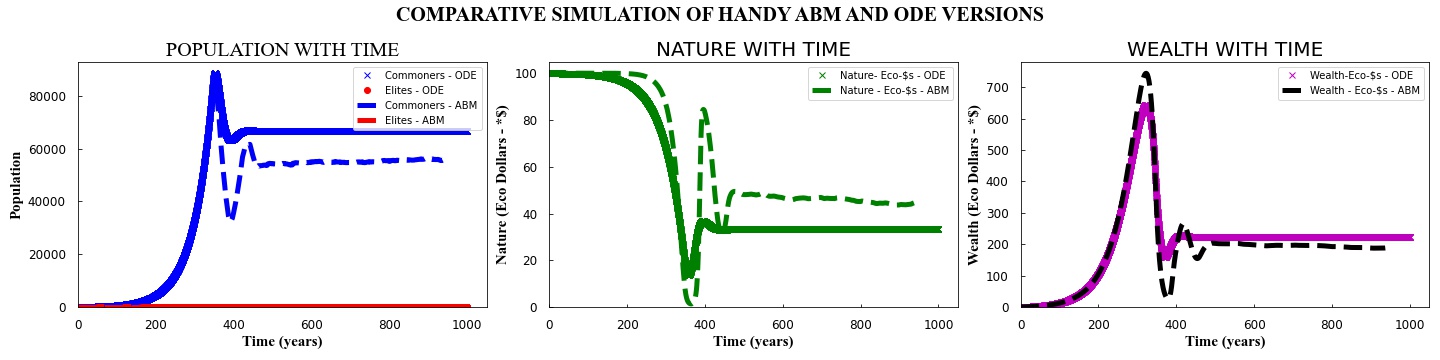 COMPARATIVE SIMULATION OF HANDY ABM AND ODE VERSIONS
POPULATION WITH TIME
Commoners - ODE
Elites - ODE
Commoners - ABM
Elites - ABM
80000
60000
40000
20000
0
Population
0 200 400 600 800 1000
Time (years)
NATURE WITH TIME
Nature- Eco-$s - ODE
Nature - Eco-$s - ABM
100
80
60
40
20
0
Nature (Eco Dollars - *$)
0 200 400 600 800 1000
Time (years)
WEALTH WITH TIME
Wealth-Eco-$s - ODE
Wealth - Eco-$s - ABM
700
600
500
400
300
200
100
0
Wealth (Eco Dollars - *$)
0 200 400 600 800 1000
Time (years)